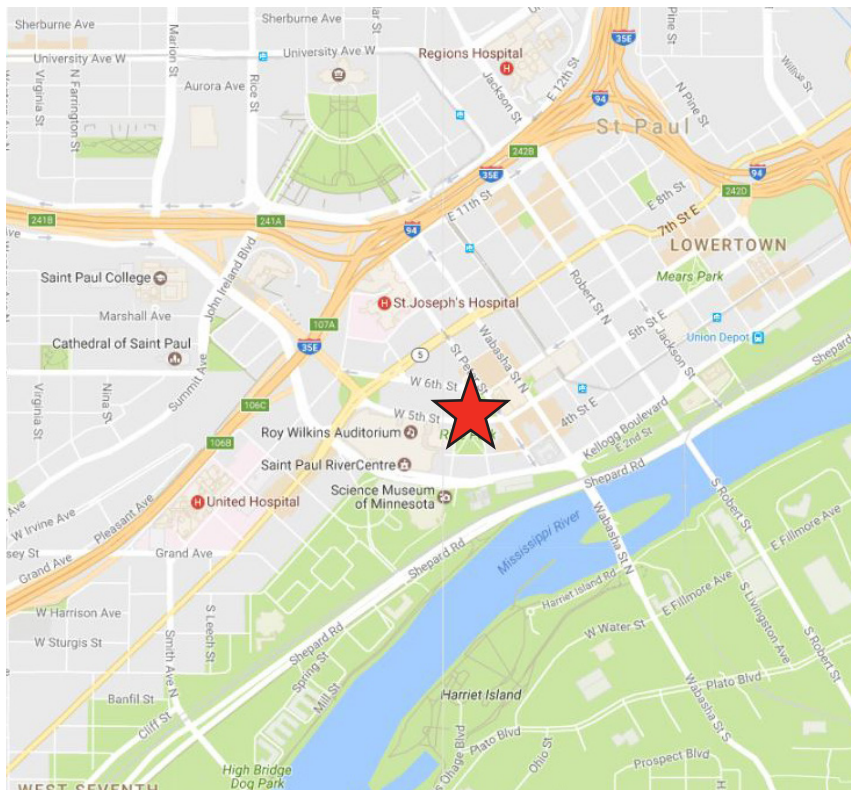 Sherburne Ave
Sherburne Ave
Marion St
University Ave W
Rice St
Aurora Ave
Virginia St
N Farrington St
Regions Hospital
H
Jackson St
E 12th St
35E
Pine St
N Pine St
Willius St
94
St Paul
242B
35E
E 11th St
94
94
242D
E 8th St
7th St E
LOWERTOWN
241B
241A
Ave
John Ireland Blvd
Saint Paul College
Marshall Ave
Cathedral of Saint Paul
Summit Ave
107A
35E
H
St. Joseph's Hospital
5
St Peter St
Wabasha St N
Robert St N
Mears Park
5th St E
Jackson St
Union Depot
Shepard
W 6th St
W 5th St
4th St E
Kellogg Boulevard
E 2nd St
Shepard Rd
Roy Wilkins Auditorium
Saint Paul RiverCentre
Science Museum
of Minnesota
Virginia St
Nina St
106C
106B
H
United Hospital
W Irvine Ave
Pleasant Ave
sey St
Grand Ave
Grand Ave
W Harrison Ave
W Sturgis St
S Leech St
Smith Ave N
Banfil St
Cliff St
Shepard Rd
Shepard Rd
Spring St
Mill St
High Bridge
Dog Park
WEST SEVENTH
Mississippi River
Harriet Island Rd
Harriet Island
W Water St
E Fillmore Ave
E Fillmore Ave
Wabasha St N
S Robert St
S Livingston Ave
S Robert St
Plato Blvd
Plato Blvd
S Ohage Blvd
Ohio St
Wabasha St S
Prospect Blvd